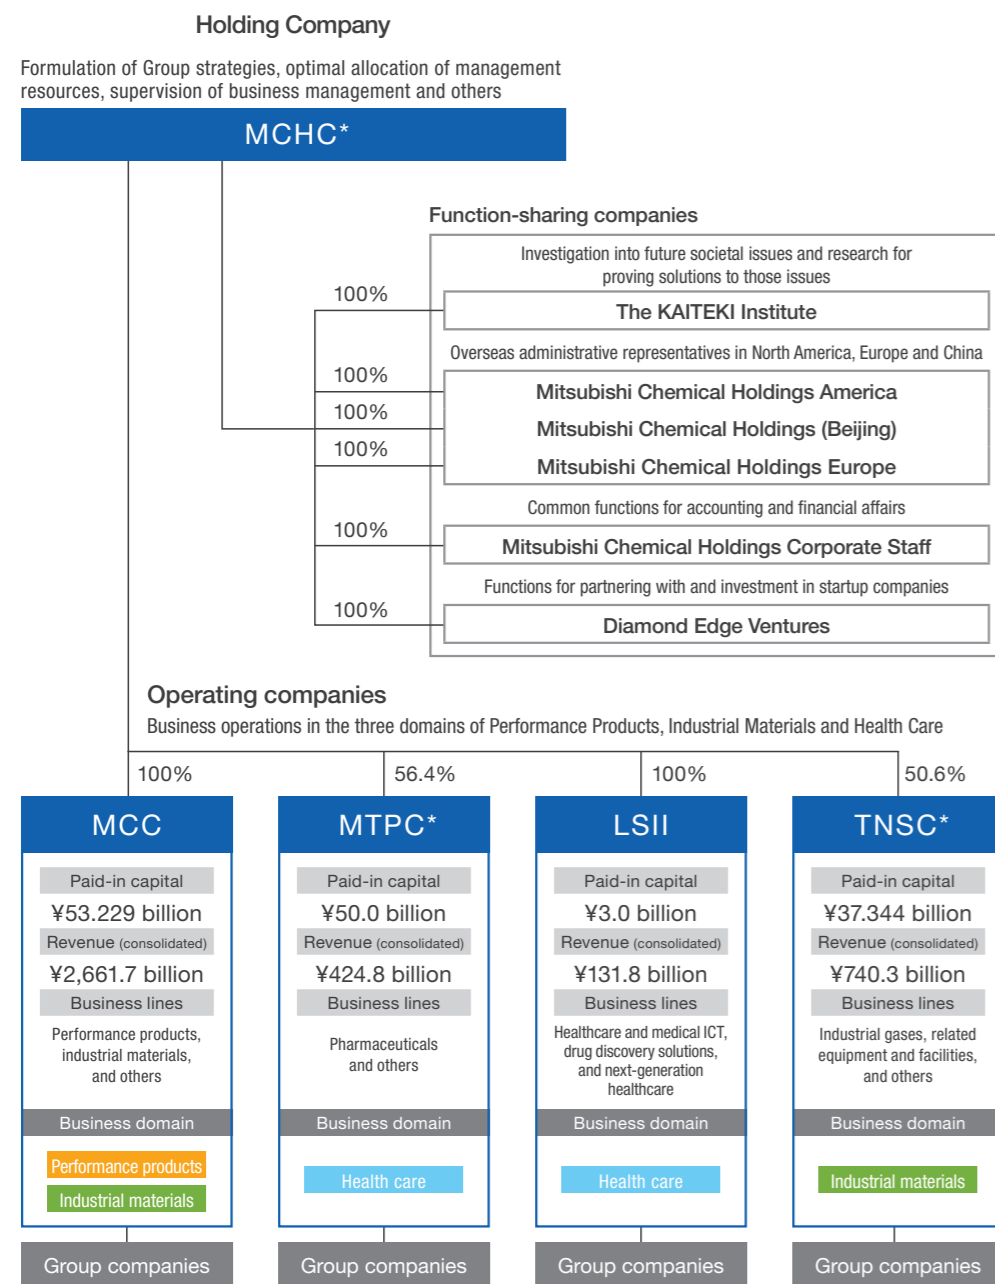 Holding Company
Formulation of Group strategies, optimal allocation of management
resources, supervision of business management and others
MCHC*
Function-sharing companies
Investigation into future societal issues and research for
proving solutions to those issues
100%
The KAITEKI Institute
Overseas administrative representatives in North America, Europe and China
100%
Mitsubishi Chemical Holdings America
100%
Mitsubishi Chemical Holdings (Beijing)
100%
Mitsubishi Chemical Holdings Europe
Common functions for accounting and financial affairs
100%
Mitsubishi Chemical Holdings Corporate Staff
Functions for partnering with and investment in startup companies
100%
Diamond Edge Ventures
Operating companies
Business operations in the three domains of Performance Products, Industrial Materials and Health Care
100%
MCC
Paid-in capital
¥53.229 billion
Revenue (consolidated)
¥2,661.7 billion
Business lines
Performance products,
industrial materials,
and others
Business domain
Performance products
Industrial materials
Group companies
56.4%
MTPC*
Paid-in capital
¥50.0 billion
Revenue (consolidated)
¥424.8 billion
Business lines
Pharmaceuticals
and others
Business domain
Health care
Group companies
100%
LSII
Paid-in capital
¥3.0 billion
Revenue (consolidated)
¥131.8 billion
Business lines
Healthcare and medical ICT,
drug discovery solutions,
and next-generation
healthcare
Business domain
Health care
Group companies
50.6%
TNSC*
Paid-in capital
¥37.344 billion
Revenue (consolidated)
¥740.3 billion
Business lines
Industrial gases, related
equipment and facilities,
and others
Business domain
Industrial materials
Group companies